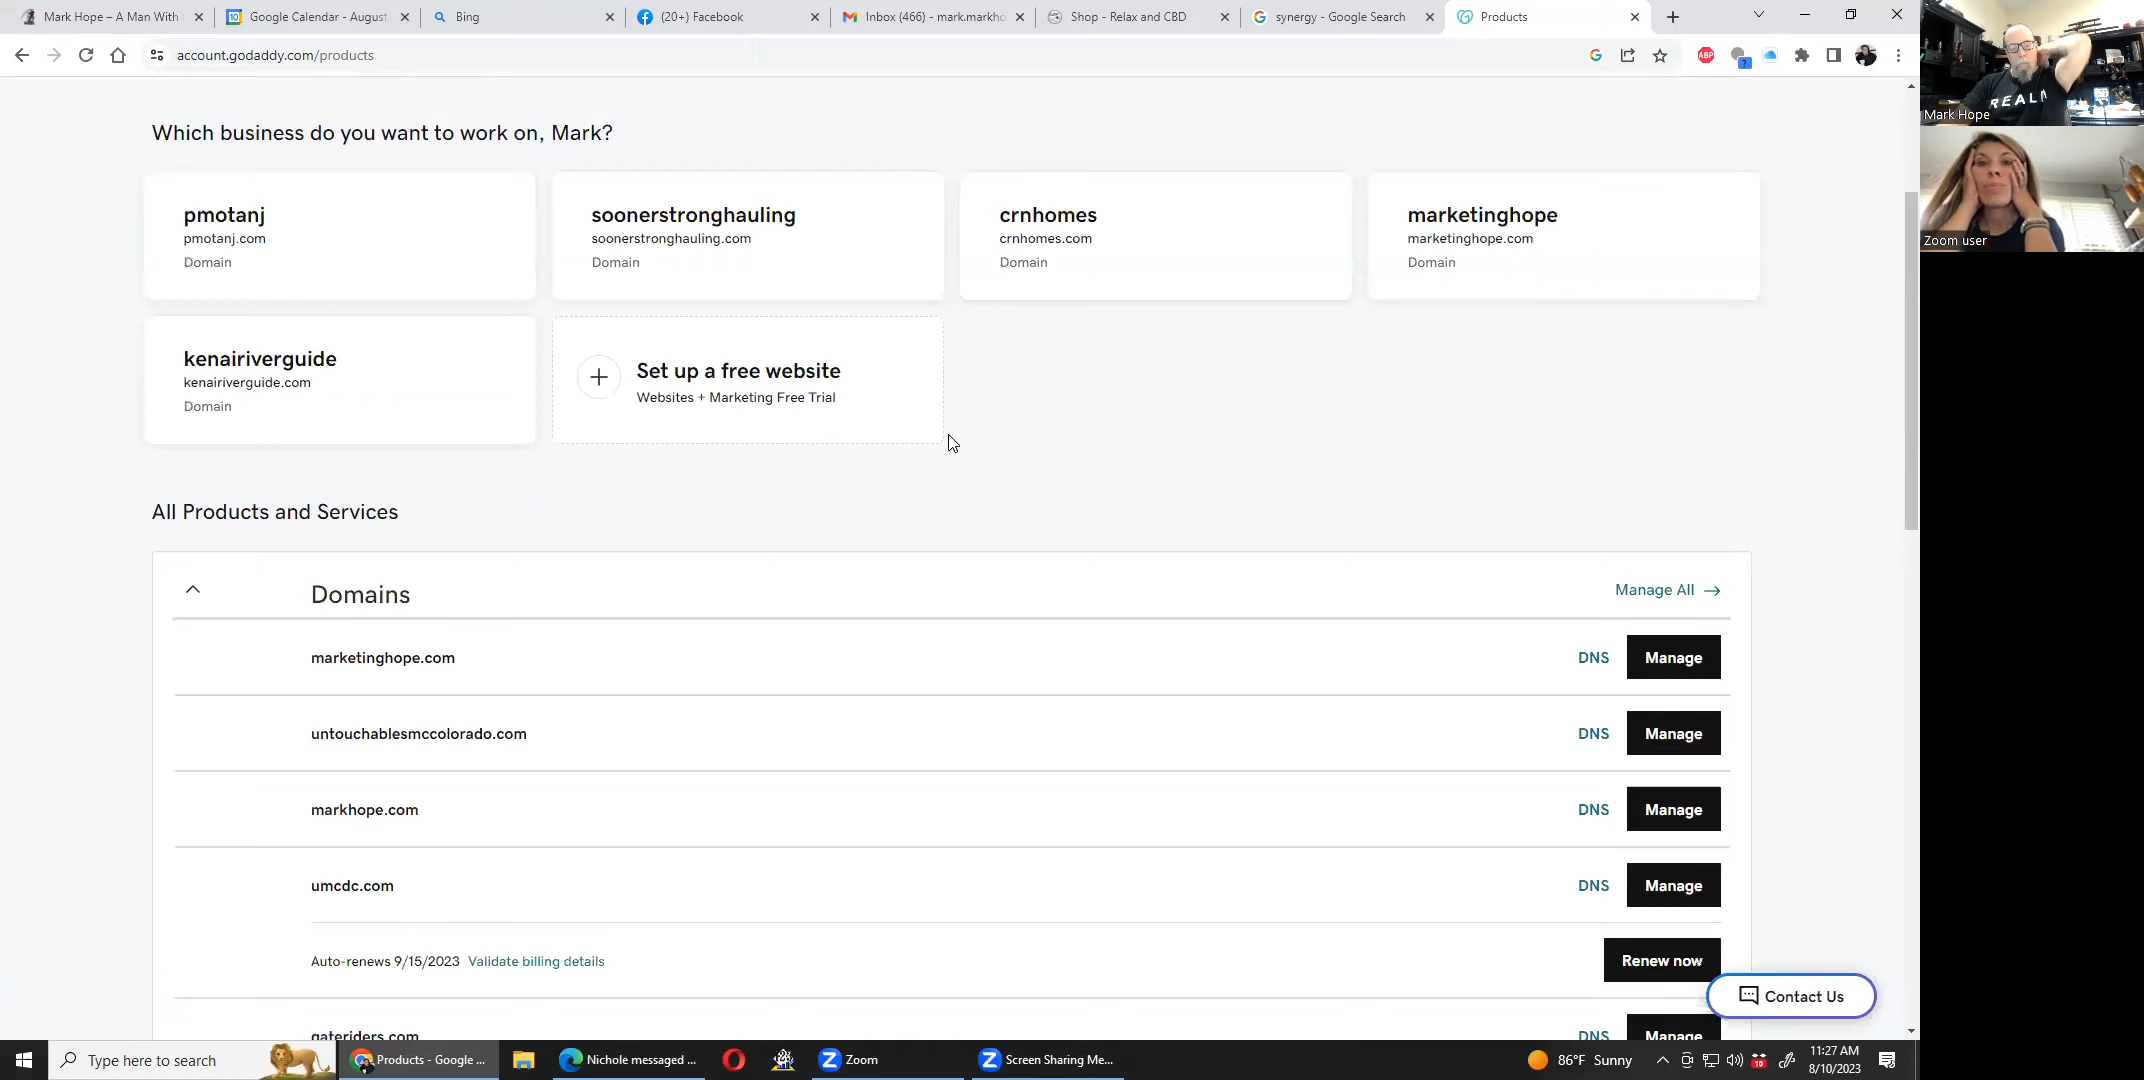 Mark Hope – A Man With
Google Calendar - August
Bing
(20+) Facebook
Inbox (466) - mark.markho
Shop - Relax and CBD
synergy - Google Search
Products
account.godaddy.com/products
ABP
?
Which business do you want to work on, Mark?
pmotanj
pmotanj.com
Domain
soonerstronghauling
soonerstronghauling.com
Domain
crnhomes
crnhomes.com
Domain
marketinghope
marketinghope.com
Domain
kenairiverguide
kenairiverguide.com
Domain
Set up a free website
Websites + Marketing Free Trial
All Products and Services
Domains
Manage All
marketinghope.com
DNS
Manage
untouchablesmccolorado.com
DNS
Manage
markhope.com
DNS
Manage
umcdc.com
DNS
Manage
Auto-renews 9/15/2023 Validate billing details
Renew now
Contact Us
gateriders.com
DNS
Manage
REAL
Mark Hope
Zoom user
Type here to search
Products - Google ...
Nichole messaged ...
Zoom
Screen Sharing Me...
86°F Sunny
10
11:27 AM
8/10/2023